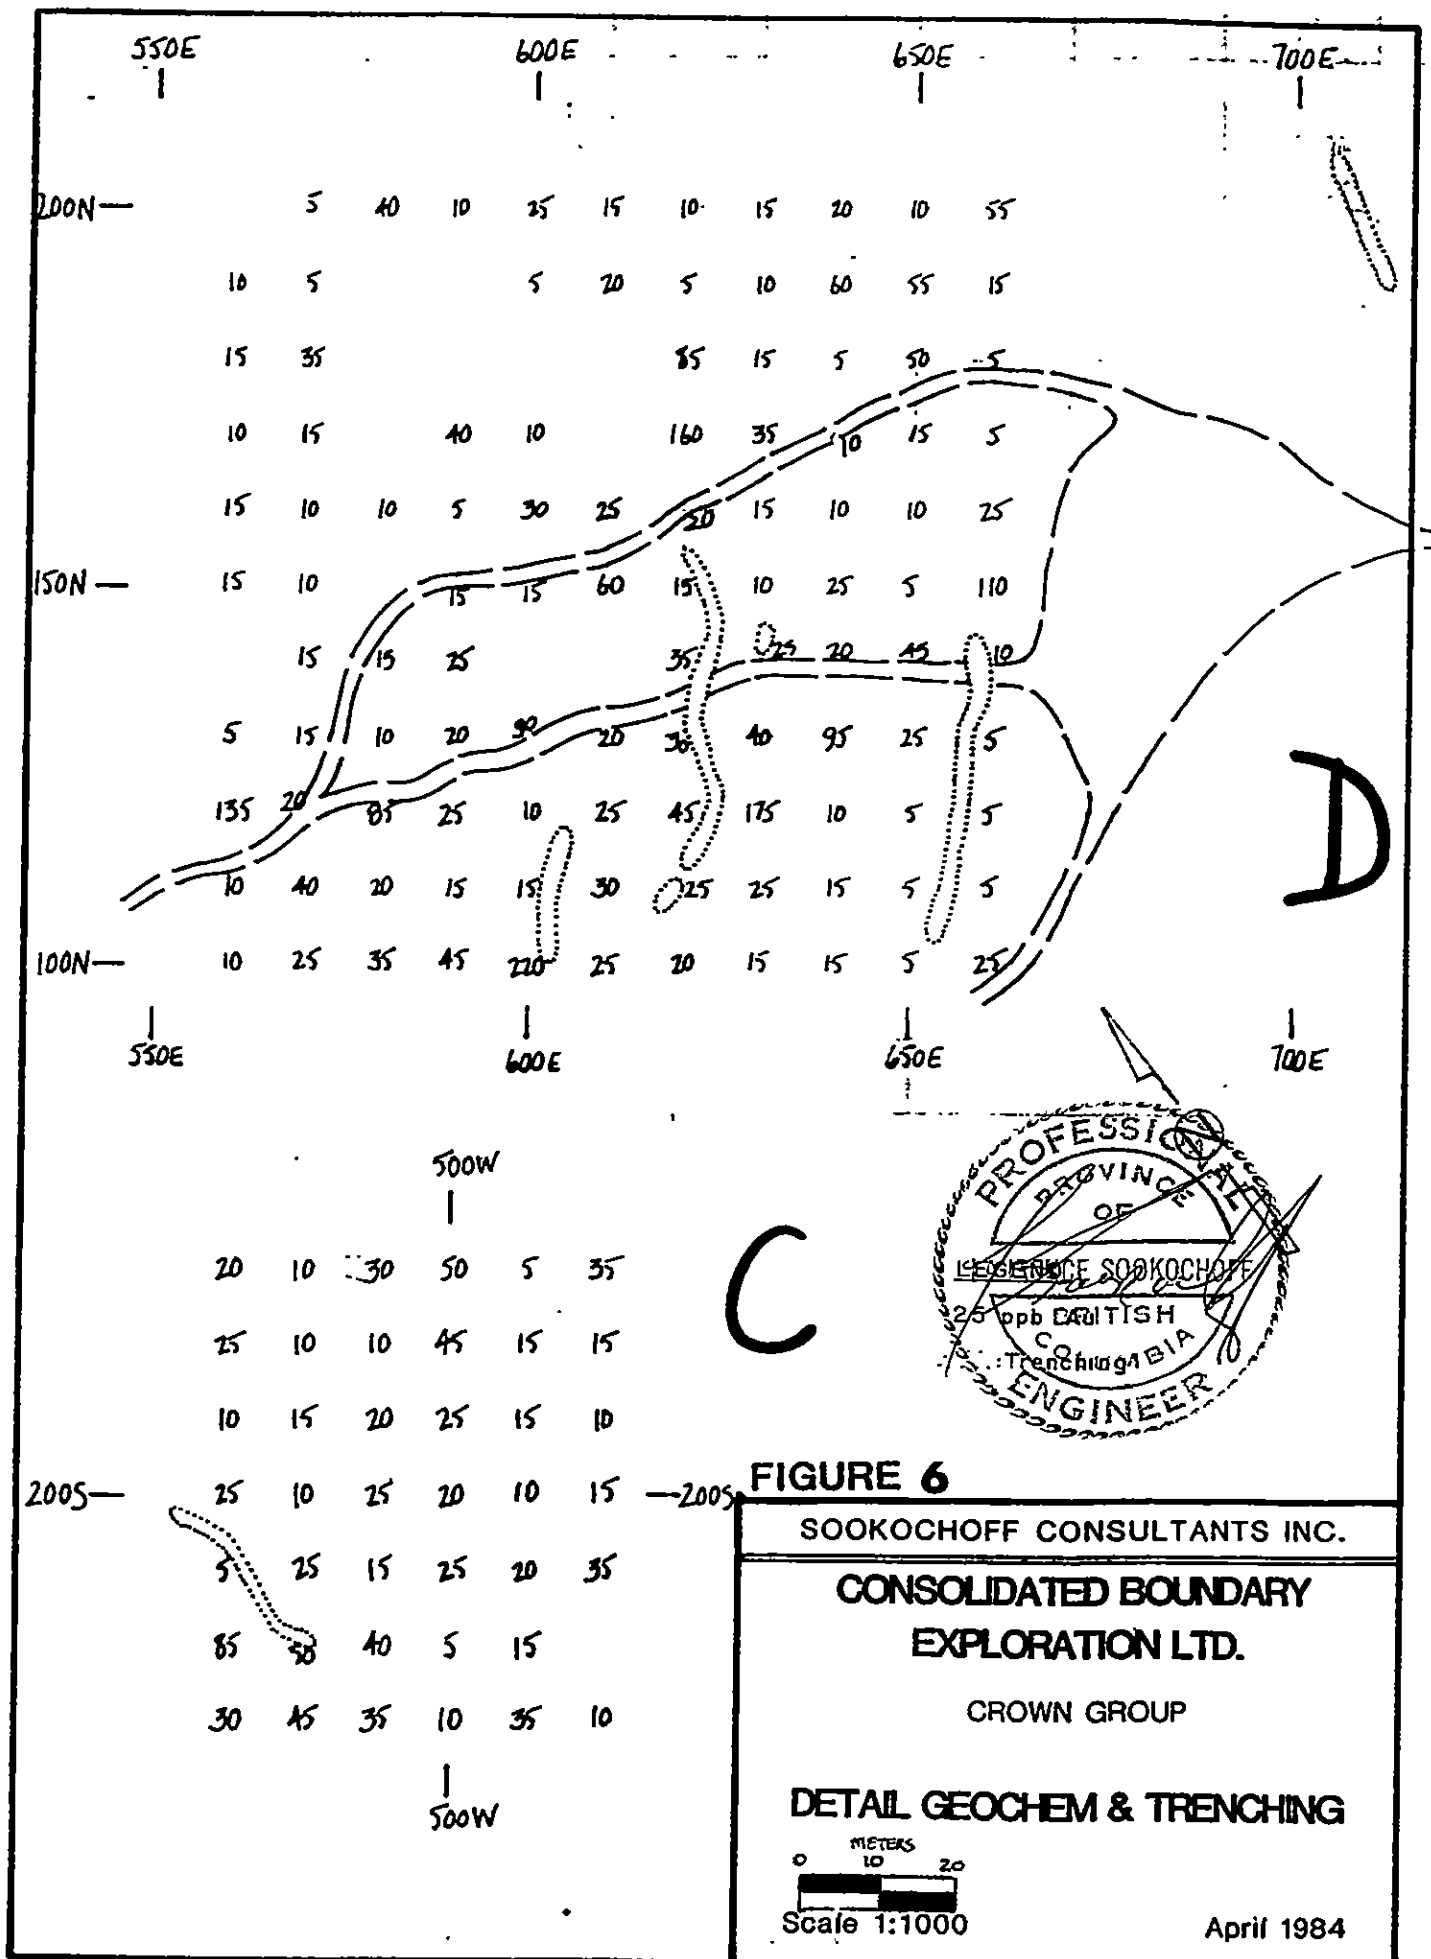 550E 600E 650E 700E
200N 5 40 10 25 15 10 15 20 10 55
10 5 5 20 5 10 60 55 15
15 35 85 15 5 50 5
10 15 40 10 160 35 10 15 5
15 10 10 5 30 25 20 15 10 10 25
150N 15 10 15 15 60 15 10 25 5 110
15 15 25 35 25 20 45 10
5 15 10 20 90 20 30 40 95 25 5
D
135 20 85 25 10 25 45 175 10 5 5
10 40 20 15 15 30 25 25 15 5 5
100N 10 25 35 45 220 25 20 15 15 5 25
550E 600E 650E 700E
500W
20 10 30 50 5 35
25 10 10 45 15 15
10 15 20 25 15 10
200S 25 10 25 20 10 15 200S
5 25 15 25 20 35
85 50 40 5 15
30 45 35 10 35 10
500W
C
PROFESSIONAL
PROVINCE
OF
SOOKOCHOFF
25 ppb
BRITISH
Trenching
COLUMBIA
ENGINEER
FIGURE 6
SOOKOCHOFF CONSULTANTS INC.
CONSOLIDATED BOUNDARY
EXPLORATION LTD.
CROWN GROUP
DETAIL GEOCHEM & TRENCHING
METERS
0 10 20
Scale 1:1000
April 1984